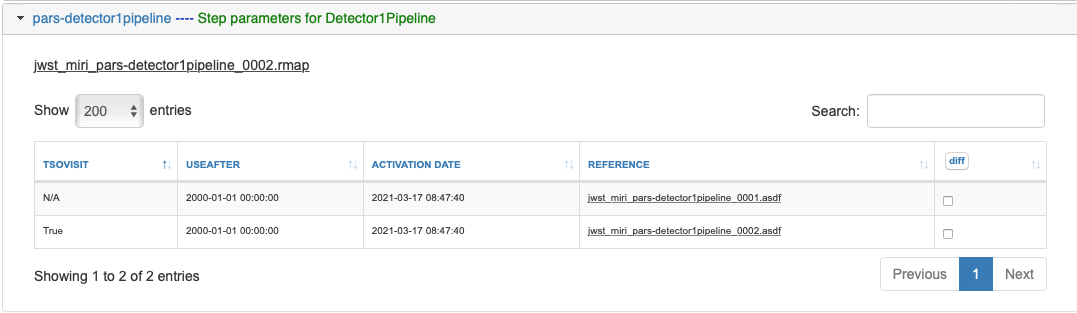 pars-detector1pipeline ---- Step parameters for Detector1Pipeline
jwst_miri_pars-detector1pipeline_0002.rmap
Show 200 entries Search:
TSOVISIT USEAFTER ACTIVATION DATE REFERENCE diff
N/A 2000-01-01 00:00:00 2021-03-17 08:47:40 jwst_miri_pars-detector1pipeline_0001.asdf
True 2000-01-01 00:00:00 2021-03-17 08:47:40 jwst_miri_pars-detector1pipeline_0002.asdf
Showing 1 to 2 of 2 entries Previous 1 Next